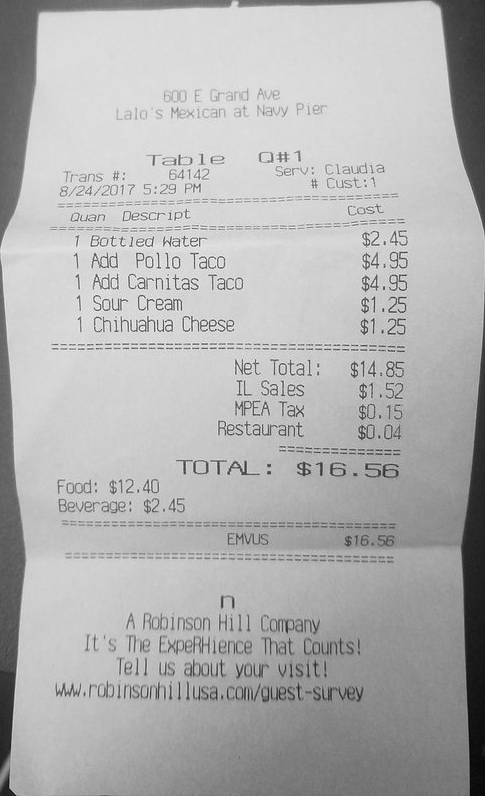 600 E Grand Ave
Lalo's Mexican at Navy Pier
Table Q#1
Trans #: 64142 Serv: Claudia
8/24/2017 5:29 PM # Cust:1
================================
Quan Descript Cost
================================
1 Bottled Water $2.45
1 Add Pollo Taco $4.95
1 Add Carnitas Taco $4.95
1 Sour Cream $1.25
1 Chihuahua Cheese $1.25
================================
Net Total: $14.85
IL Sales $1.52
MPEA Tax $0.15
Restaurant $0.04
=============
TOTAL: $16.56
Food: $12.40
Beverage: $2.45
================================
EMVUS $16.56
================================
n
A Robinson Hill Company
It's The ExpeRHience That Counts!
Tell us about your visit!
www.robinsonhillusa.com/guest-survey